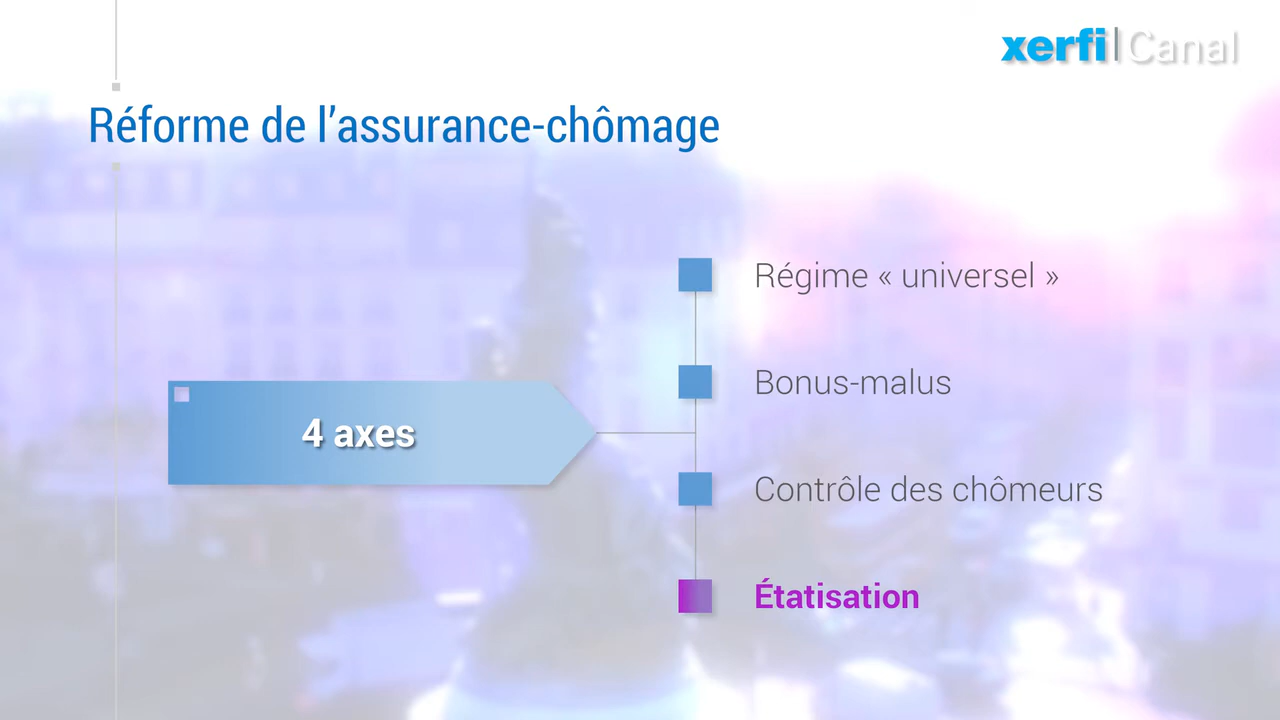 xerfi | Canal
Réforme de l’assurance-chômage
Régime « universel »
Bonus-malus
4 axes
Contrôle des chômeurs
Étatisation